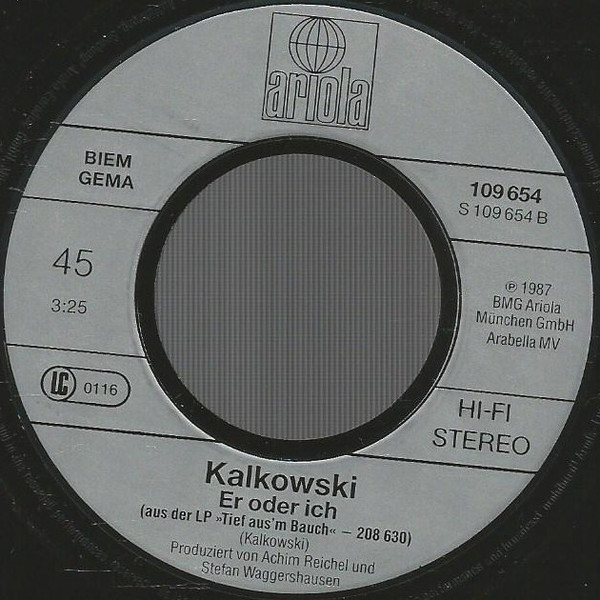 ariola
BIEM
GEMA
109 654
S 109 654 B
45
3:25
℗ 1987
BMG Ariola
München GmbH
Arabella MV
LC 0116
HI-FI
STEREO
Kalkowski
Er oder ich
(aus der LP »Tief aus'm Bauch« – 208 630)
(Kalkowski)
Produziert von Achim Reichel und
Stefan Waggershausen